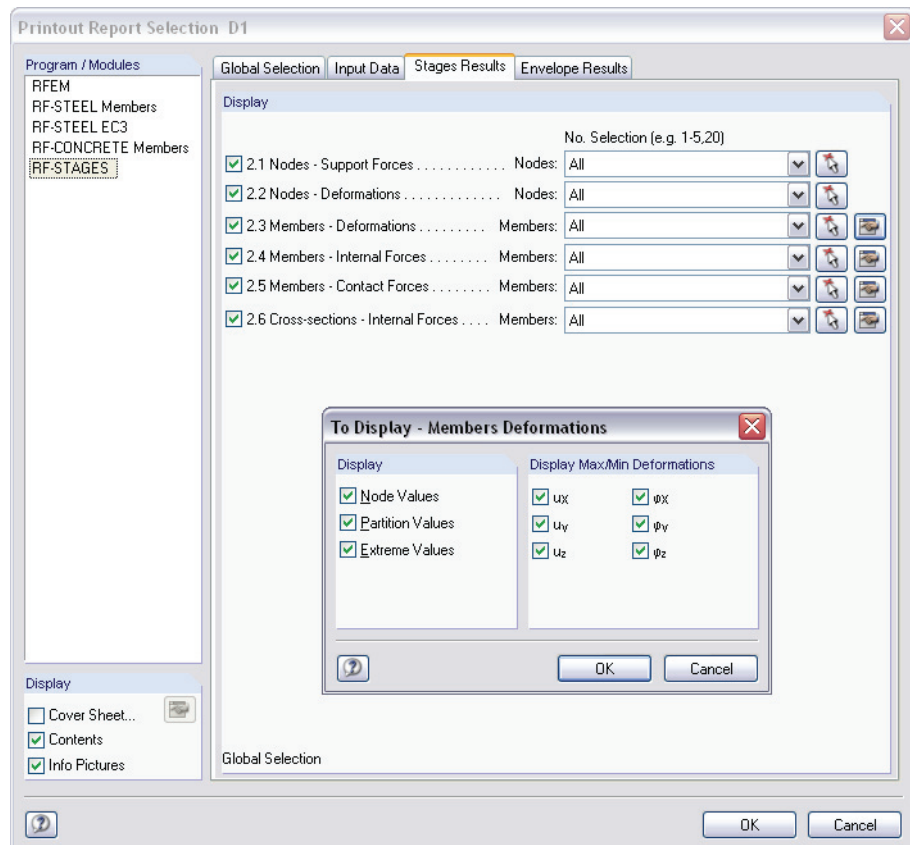 Printout Report Selection D1
Program / Modules
RFEM
RF-STEEL Members
RF-STEEL EC3
RF-CONCRETE Members
RF-STAGES
Global Selection Input Data Stages Results Envelope Results
Display
No. Selection (e.g. 1-5,20)
2.1 Nodes - Support Forces . . . . . . . . . . . . Nodes: All
2.2 Nodes - Deformations . . . . . . . . . . . . . Nodes: All
2.3 Members - Deformations . . . . . . . . . Members: All
2.4 Members - Internal Forces . . . . . . . . Members: All
2.5 Members - Contact Forces . . . . . . . . Members: All
2.6 Cross-sections - Internal Forces . . . . Members: All
To Display - Members Deformations
Display
Node Values
Partition Values
Extreme Values
Display Max/Min Deformations
uX φX
uY φY
uZ φZ
OK Cancel
Display
Cover Sheet...
Contents
Info Pictures
Global Selection
OK Cancel